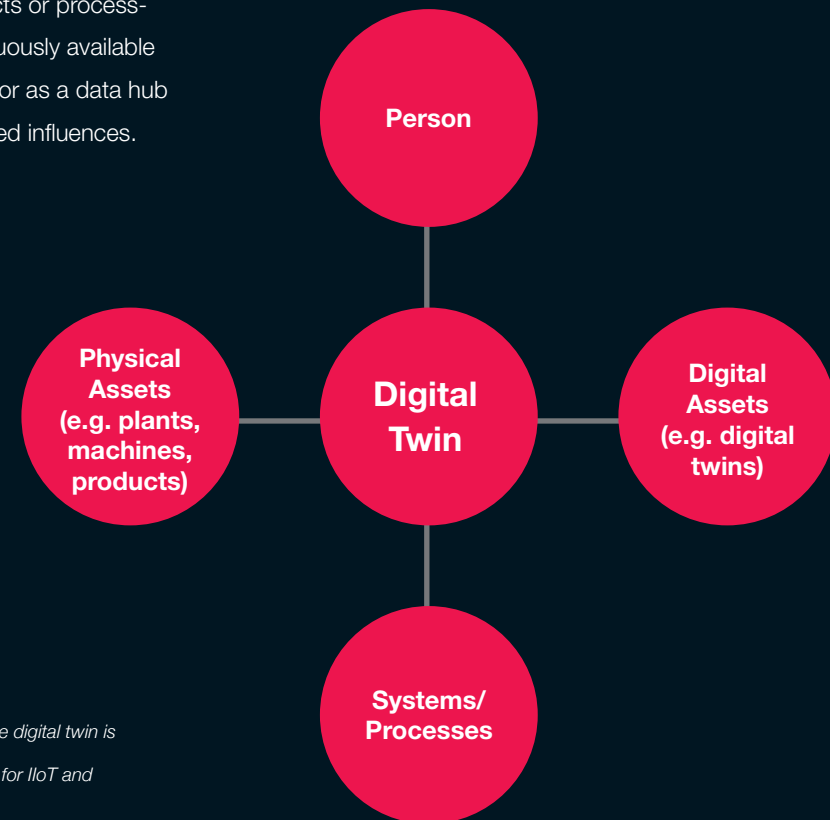 cts or process-
uously available
or as a data hub
ed influences.
Person
Physical
Assets
(e.g. plants,
machines,
products)
Digital
Twin
Digital
Assets
(e.g. digital
twins)
Systems/
Processes
e digital twin is
for IIoT and